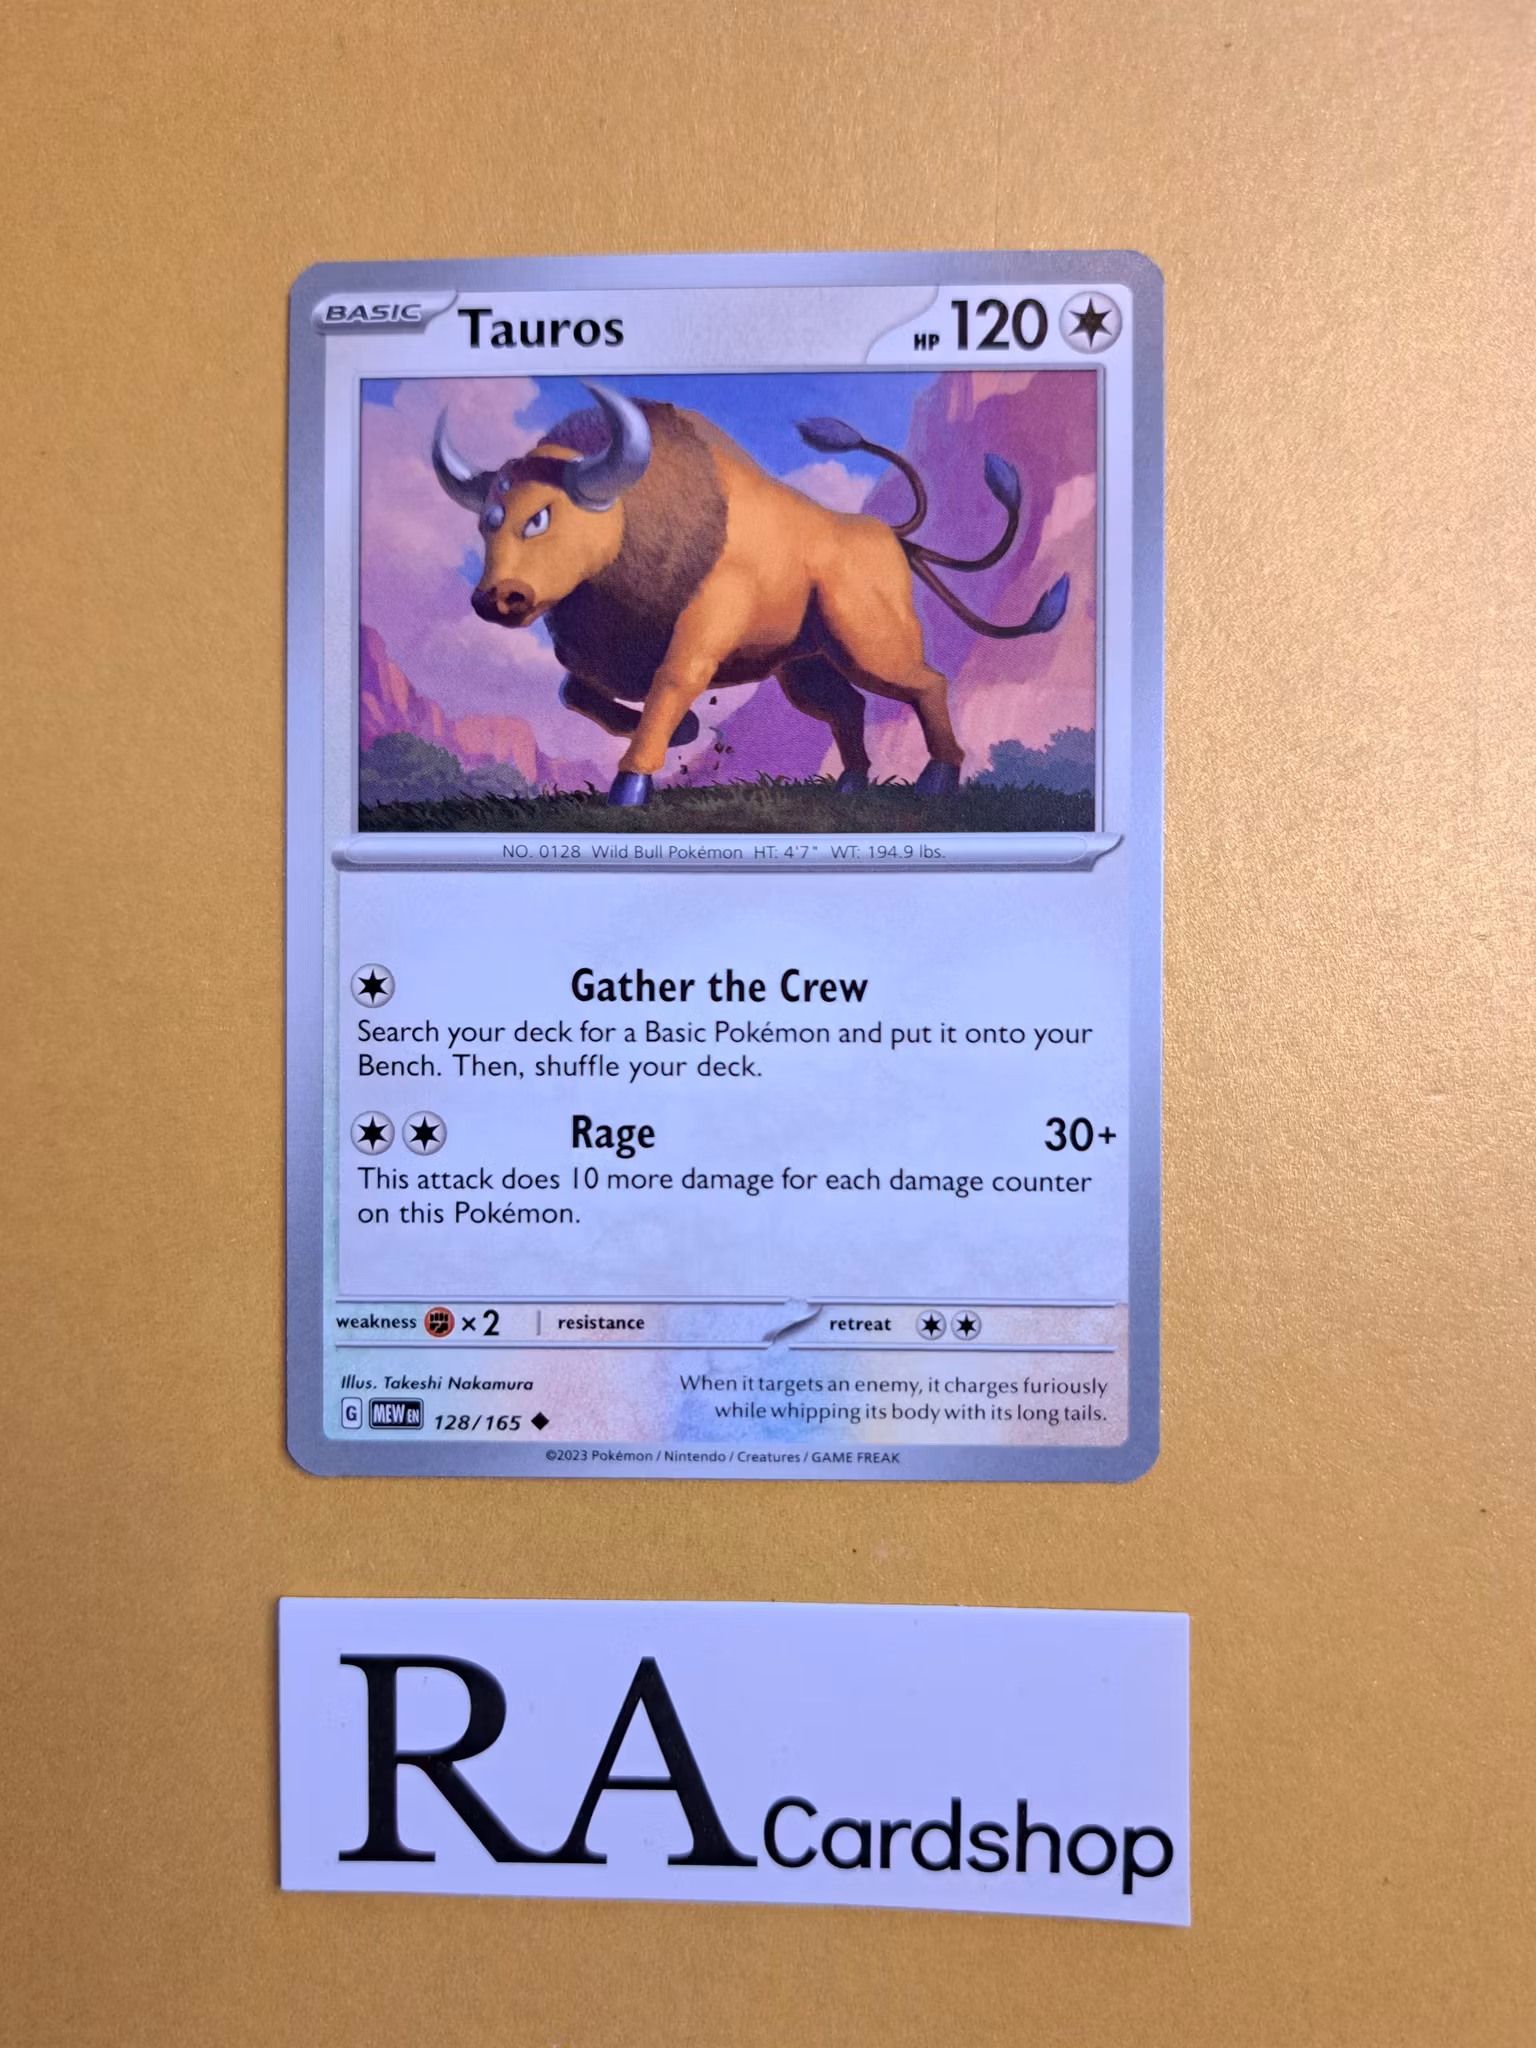 BASIC Tauros HP 120
NO. 0128 Wild Bull Pokémon HT: 4'7" WT: 194.9 lbs.
Gather the Crew
Search your deck for a Basic Pokémon and put it onto your
Bench. Then, shuffle your deck.
Rage 30+
This attack does 10 more damage for each damage counter
on this Pokémon.
weakness ×2 resistance retreat
Illus. Takeshi Nakamura
When it targets an enemy, it charges furiously
while whipping its body with its long tails.
G MEW EN 128/165
©2023 Pokémon / Nintendo / Creatures / GAME FREAK
RA Cardshop